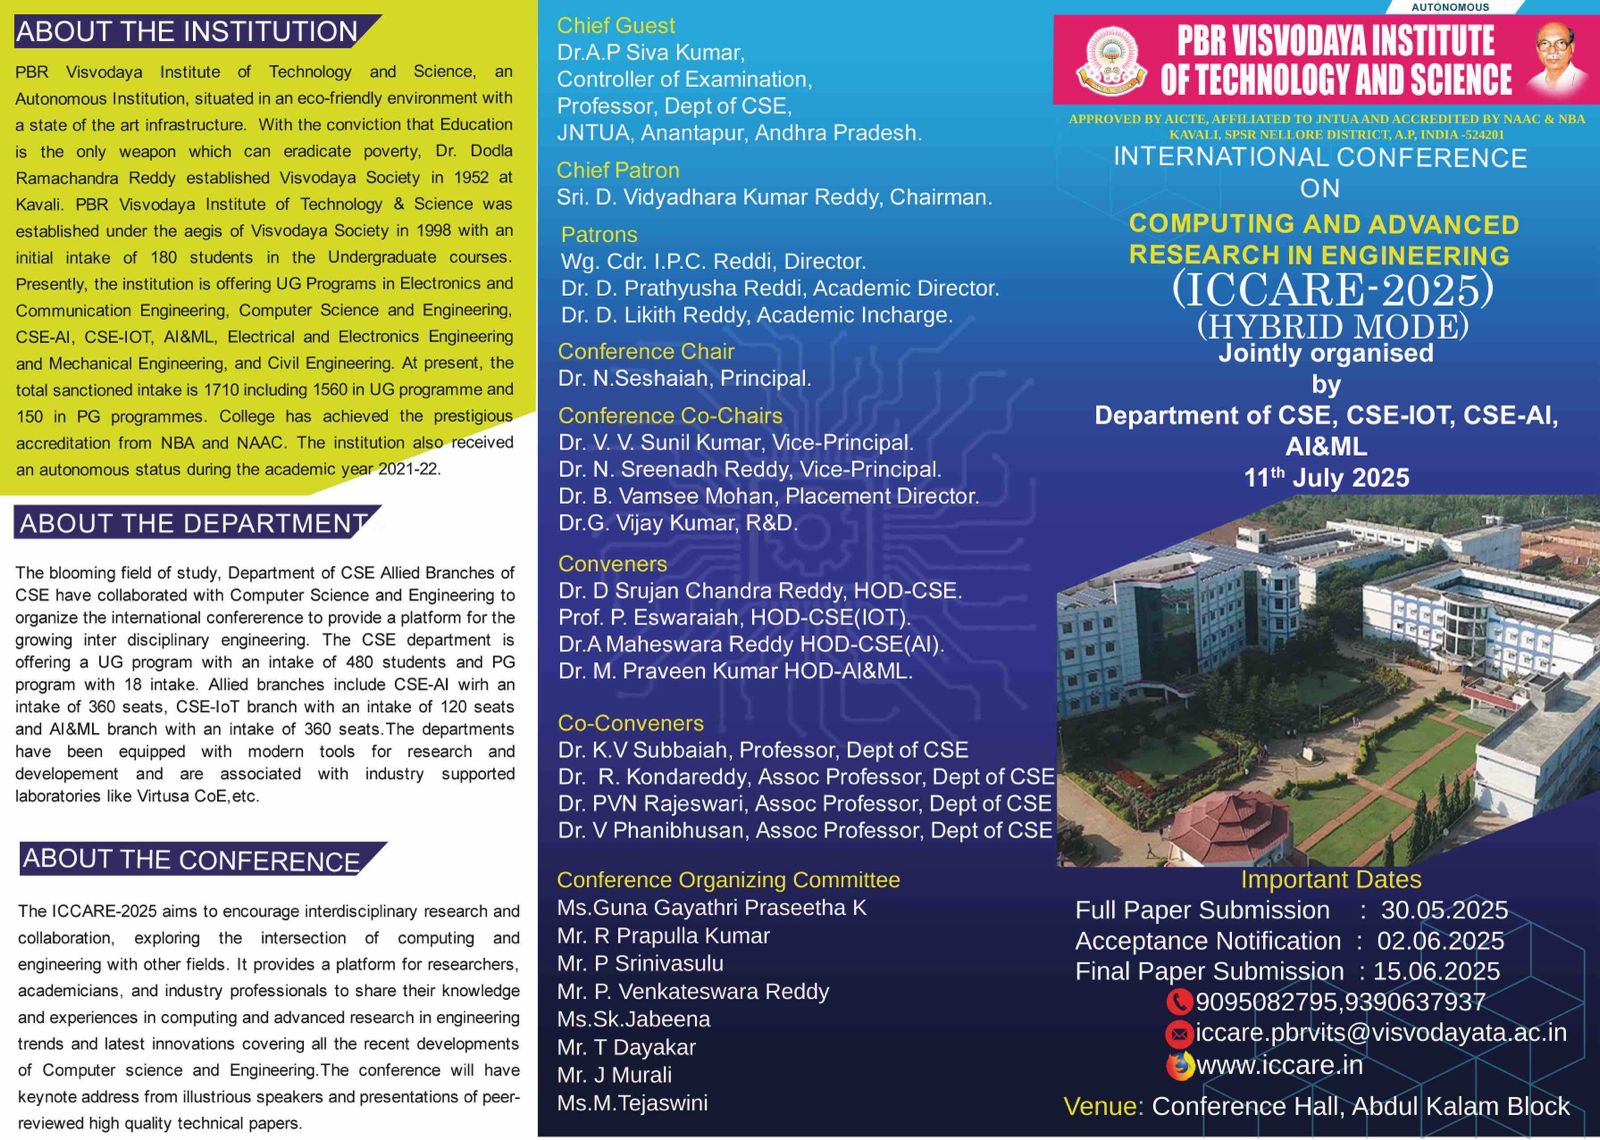 ABOUT THE INSTITUTION
PBR Visvodaya Institute of Technology and Science, an
Autonomous Institution, situated in an eco-friendly environment with
a state of the art infrastructure. With the conviction that Education
is the only weapon which can eradicate poverty, Dr. Dodla
Ramachandra Reddy established Visvodaya Society in 1952 at
Kavali. PBR Visvodaya Institute of Technology & Science was
established under the aegis of Visvodaya Society in 1998 with an
initial intake of 180 students in the Undergraduate courses.
Presently, the institution is offering UG Programs in Electronics and
Communication Engineering, Computer Science and Engineering,
CSE-AI, CSE-IOT, AI&ML, Electrical and Electronics Engineering
and Mechanical Engineering, and Civil Engineering. At present, the
total sanctioned intake is 1710 including 1560 in UG programme and
150 in PG programmes. College has achieved the prestigious
accreditation from NBA and NAAC. The institution also received
an autonomous status during the academic year 2021-22.
ABOUT THE DEPARTMENT
The blooming field of study, Department of CSE Allied Branches of
CSE have collaborated with Computer Science and Engineering to
organize the international confererence to provide a platform for the
growing inter disciplinary engineering. The CSE department is
offering a UG program with an intake of 480 students and PG
program with 18 intake. Allied branches include CSE-AI wirh an
intake of 360 seats, CSE-IoT branch with an intake of 120 seats
and AI&ML branch with an intake of 360 seats.The departments
have been equipped with modern tools for research and
developement and are associated with industry supported
laboratories like Virtusa CoE,etc.
ABOUT THE CONFERENCE
The ICCARE-2025 aims to encourage interdisciplinary research and
collaboration, exploring the intersection of computing and
engineering with other fields. It provides a platform for researchers,
academicians, and industry professionals to share their knowledge
and experiences in computing and advanced research in engineering
trends and latest innovations covering all the recent developments
of Computer science and Engineering.The conference will have
keynote address from illustrious speakers and presentations of peer-
reviewed high quality technical papers.
Chief Guest
Dr.A.P Siva Kumar,
Controller of Examination,
Professor, Dept of CSE,
JNTUA, Anantapur, Andhra Pradesh.
Chief Patron
Sri. D. Vidyadhara Kumar Reddy, Chairman.
Patrons
Wg. Cdr. I.P.C. Reddi, Director.
Dr. D. Prathyusha Reddi, Academic Director.
Dr. D. Likith Reddy, Academic Incharge.
Conference Chair
Dr. N.Seshaiah, Principal.
Conference Co-Chairs
Dr. V. V. Sunil Kumar, Vice-Principal.
Dr. N. Sreenadh Reddy, Vice-Principal.
Dr. B. Vamsee Mohan, Placement Director.
Dr.G. Vijay Kumar, R&D.
Conveners
Dr. D Srujan Chandra Reddy, HOD-CSE.
Prof. P. Eswaraiah, HOD-CSE(IOT).
Dr.A Maheswara Reddy HOD-CSE(AI).
Dr. M. Praveen Kumar HOD-AI&ML.
Co-Conveners
Dr. K.V Subbaiah, Professor, Dept of CSE
Dr. R. Kondareddy, Assoc Professor, Dept of CSE
Dr. PVN Rajeswari, Assoc Professor, Dept of CSE
Dr. V Phanibhusan, Assoc Professor, Dept of CSE
Conference Organizing Committee
Ms.Guna Gayathri Praseetha K
Mr. R Prapulla Kumar
Mr. P Srinivasulu
Mr. P. Venkateswara Reddy
Ms.Sk.Jabeena
Mr. T Dayakar
Mr. J Murali
Ms.M.Tejaswini
AUTONOMOUS
PBR VISVODAYA INSTITUTE
OF TECHNOLOGY AND SCIENCE
APPROVED BY AICTE, AFFILIATED TO JNTUA AND ACCREDITED BY NAAC & NBA
KAVALI, SPSR NELLORE DISTRICT, A.P, INDIA -524201
INTERNATIONAL CONFERENCE
ON
COMPUTING AND ADVANCED
RESEARCH IN ENGINEERING
(ICCARE-2025)
(HYBRID MODE)
Jointly organised
by
Department of CSE, CSE-IOT, CSE-AI,
AI&ML
11th July 2025
Important Dates
Full Paper Submission : 30.05.2025
Acceptance Notification : 02.06.2025
Final Paper Submission : 15.06.2025
9095082795,9390637937
iccare.pbrvits@visvodayata.ac.in
www.iccare.in
Venue: Conference Hall, Abdul Kalam Block